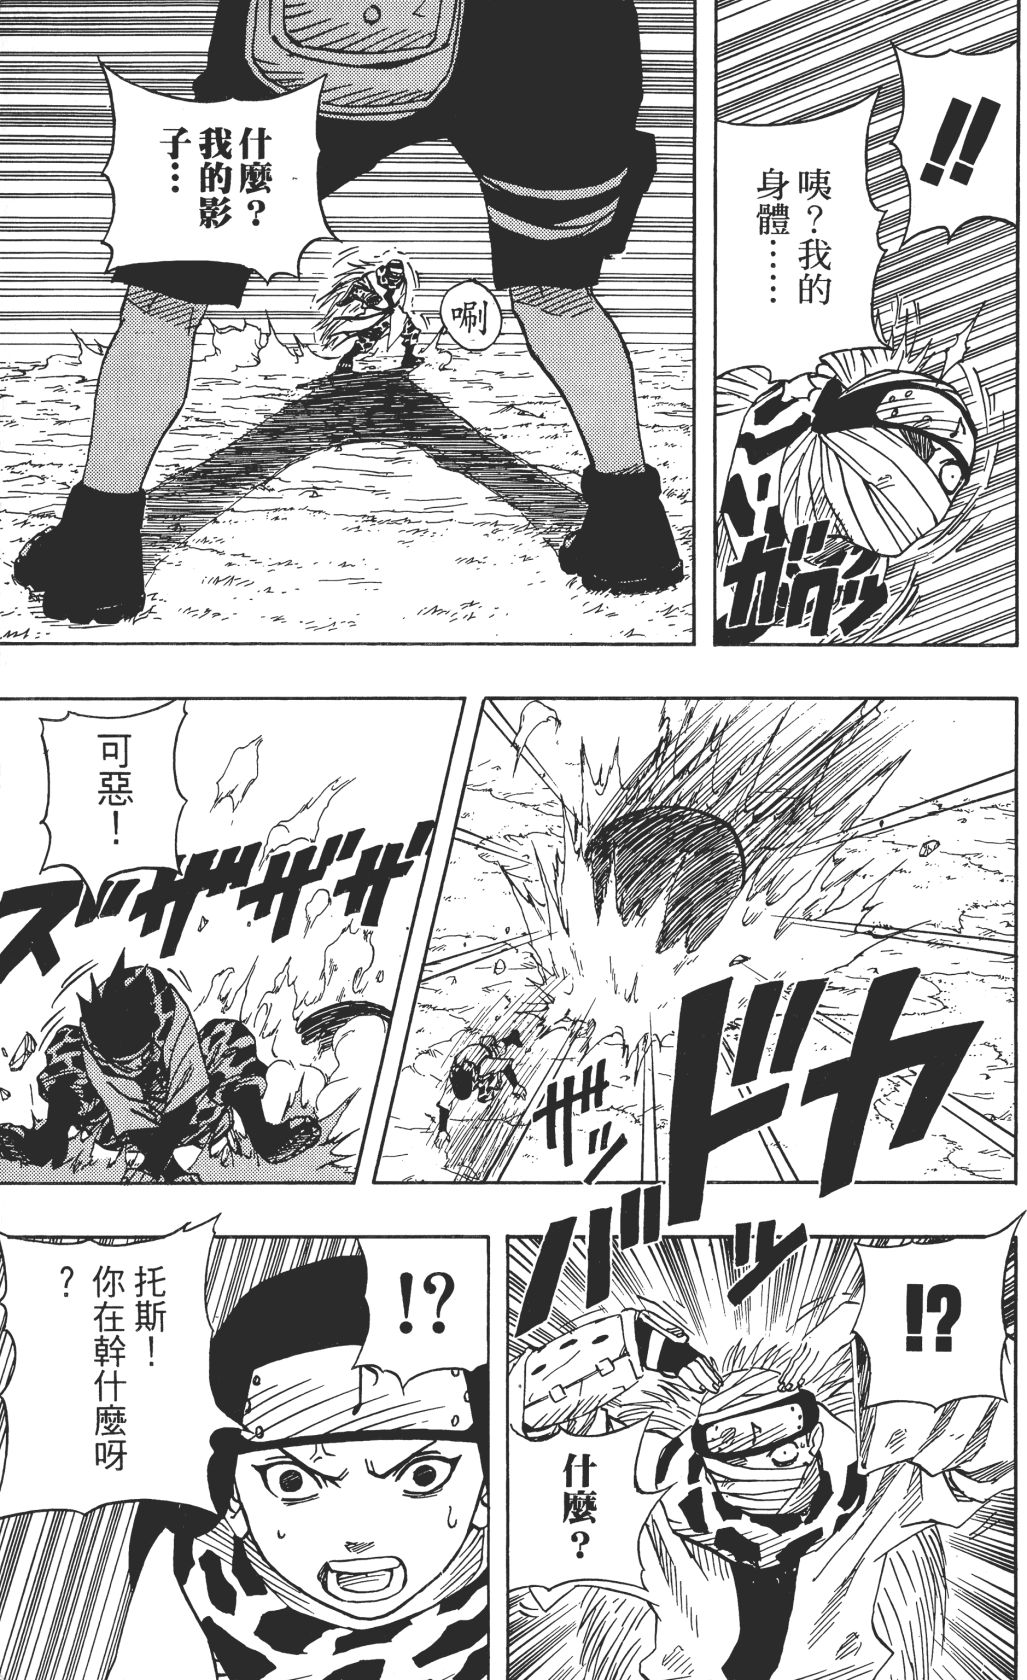 !!
咦？我的
身體……
ガクッ
什麼？
我的影
子…
唰
ドカ
ザザッ
可惡！
ズザザザ
!?
バッ
什麼？
!?
托斯！
你在幹什麼呀
？